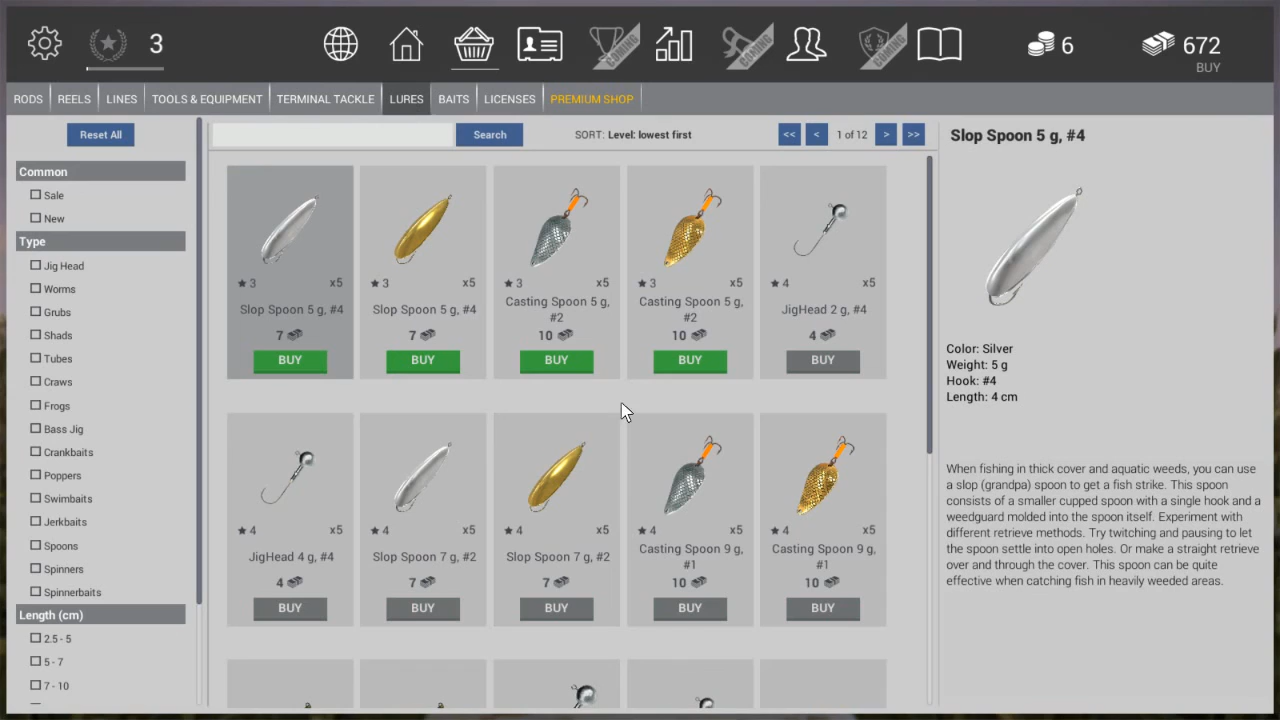 3
COMING
COMING
COMING
6
672
BUY
RODS
REELS
LINES
TOOLS & EQUIPMENT
TERMINAL TACKLE
LURES
BAITS
LICENSES
PREMIUM SHOP
Reset All
Common
Sale
New
Type
Jig Head
Worms
Grubs
Shads
Tubes
Craws
Frogs
Bass Jig
Crankbaits
Poppers
Swimbaits
Jerkbaits
Spoons
Spinners
Spinnerbaits
Length (cm)
2.5 - 5
5 - 7
7 - 10
Search
SORT: Level: lowest first
<<
<
1 of 12
>
>>
3 x5
Slop Spoon 5 g, #4
7
BUY
3 x5
Slop Spoon 5 g, #4
7
BUY
3 x5
Casting Spoon 5 g,
#2
10
BUY
3 x5
Casting Spoon 5 g,
#2
10
BUY
4 x5
JigHead 2 g, #4
4
BUY
4 x5
JigHead 4 g, #4
4
BUY
4 x5
Slop Spoon 7 g, #2
7
BUY
4 x5
Slop Spoon 7 g, #2
7
BUY
4 x5
Casting Spoon 9 g,
#1
10
BUY
4 x5
Casting Spoon 9 g,
#1
10
BUY
Slop Spoon 5 g, #4
Color: Silver
Weight: 5 g
Hook: #4
Length: 4 cm
When fishing in thick cover and aquatic weeds, you can use
a slop (grandpa) spoon to get a fish strike. This spoon
consists of a smaller cupped spoon with a single hook and a
weedguard molded into the spoon itself. Experiment with
different retrieve methods. Try twitching and pausing to let
the spoon settle into open holes. Or make a straight retrieve
over and through the cover. This spoon can be quite
effective when catching fish in heavily weeded areas.